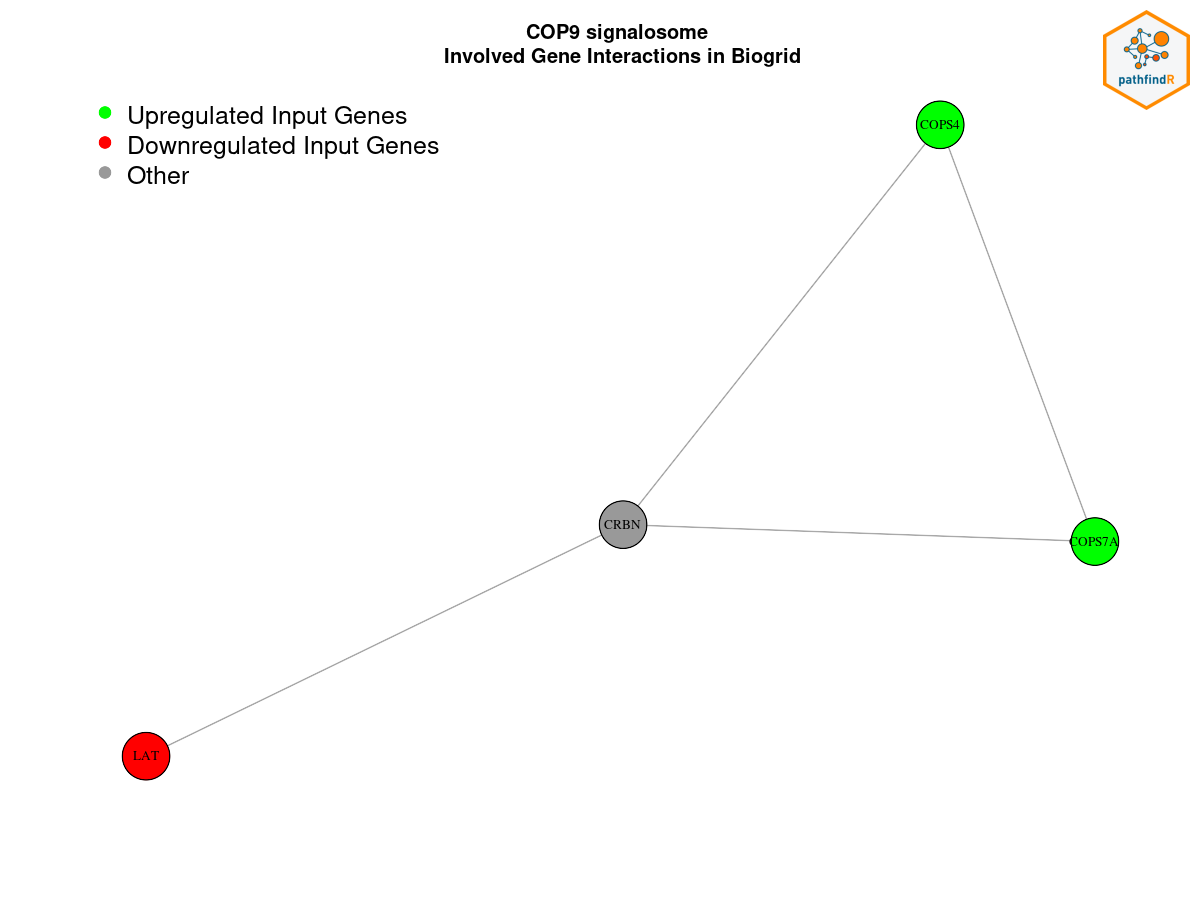 COP9 signalosome
Involved Gene Interactions in Biogrid
pathfindR
Upregulated Input Genes
Downregulated Input Genes
Other
COPS4
CRBN
COPS7A
LAT